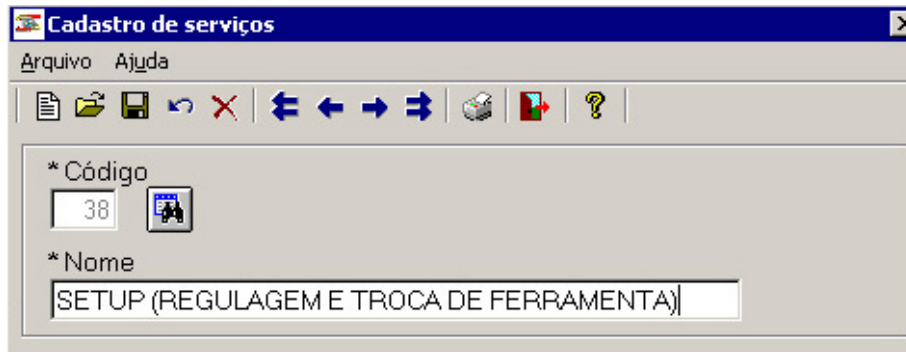 Cadastro de serviços
Arquivo Ajuda
* Código
38
* Nome
SETUP (REGULAGEM E TROCA DE FERRAMENTA)